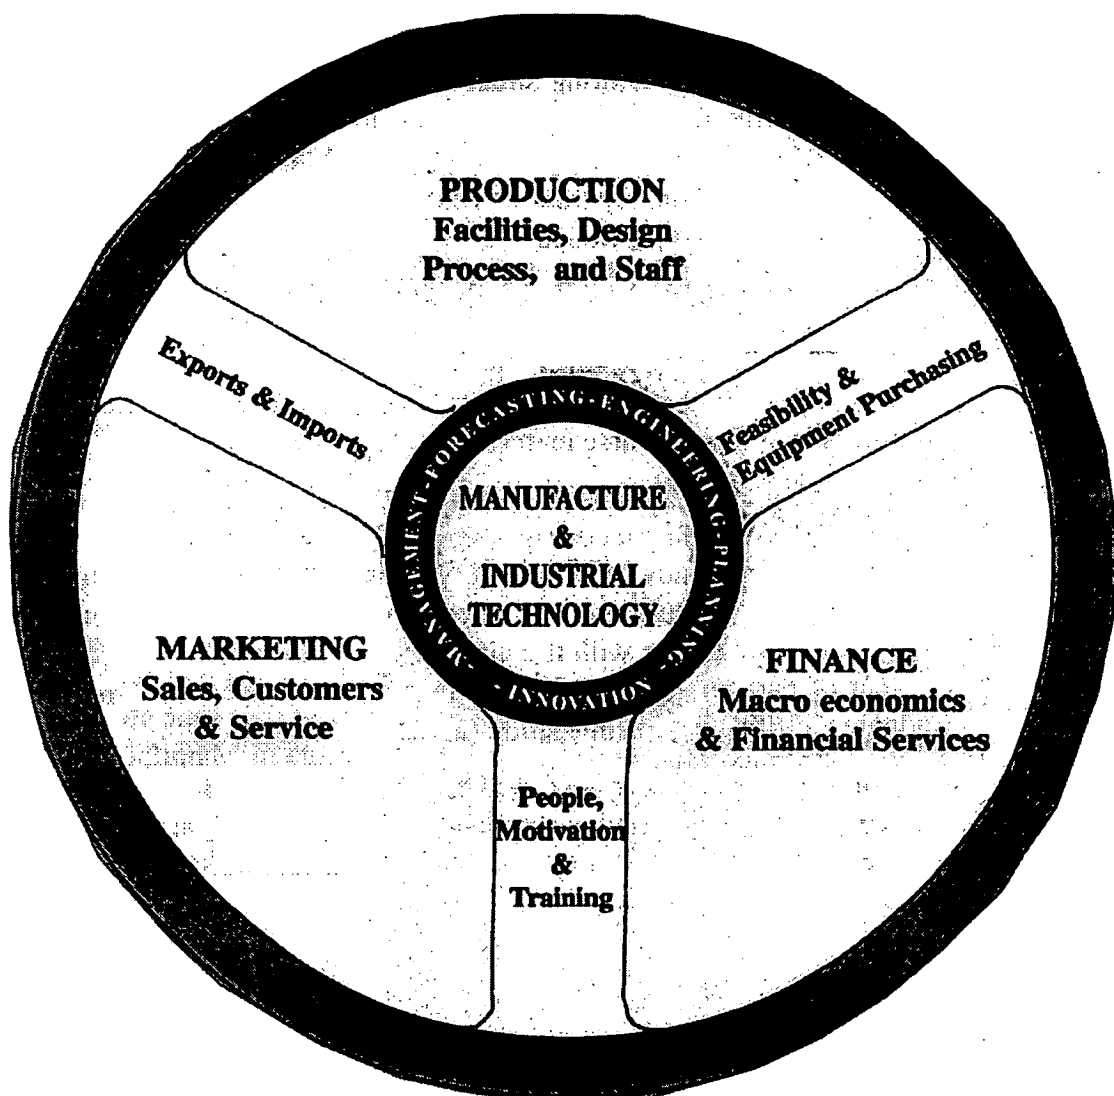 PRODUCTION
Facilities, Design
Process, and Staff
Exports & Imports
Feasibility &
Equipment Purchasing
-MANAGEMENT-FORECASTING-ENGINEERING-PLANNING-
-INNOVATION
MANUFACTURE
&
INDUSTRIAL
TECHNOLOGY
MARKETING
Sales, Customers
& Service
FINANCE
Macro economics
& Financial Services
People,
Motivation
&
Training